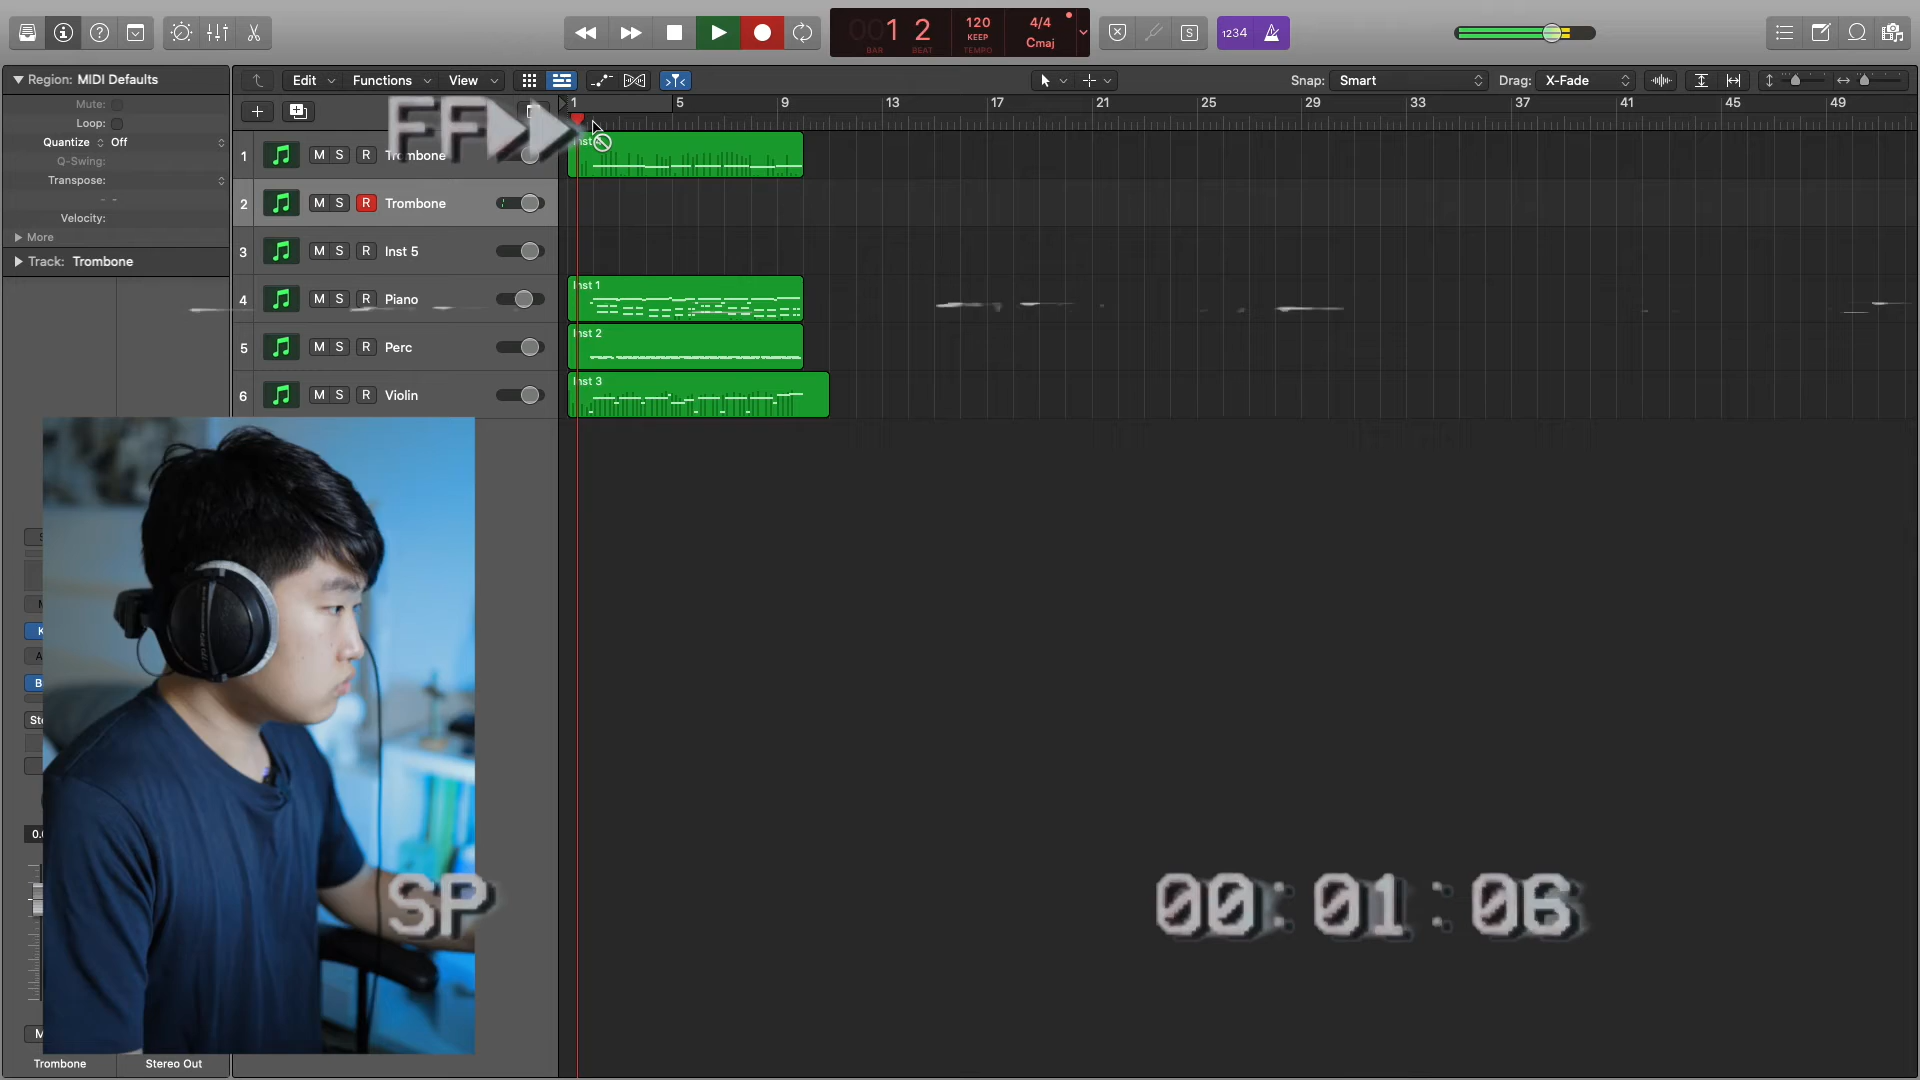 001 2
BAR BEAT
120
KEEP
TEMPO
4/4
Cmaj
1234
Region: MIDI Defaults
Mute:
Loop:
Quantize Off
Q-Swing:
Transpose:
Velocity:
More
Track: Trombone
Edit Functions View
Snap: Smart
Drag: X-Fade
1 5 9 13 17 21 25 29 33 37 41 45 49
FF
1 M S R Trombone
2 M S R Trombone
3 M S R Inst 5
4 M S R Piano
5 M S R Perc
6 M S R Violin
Inst 1
Inst 2
Inst 3
SP
00:01:06
Trombone
Stereo Out